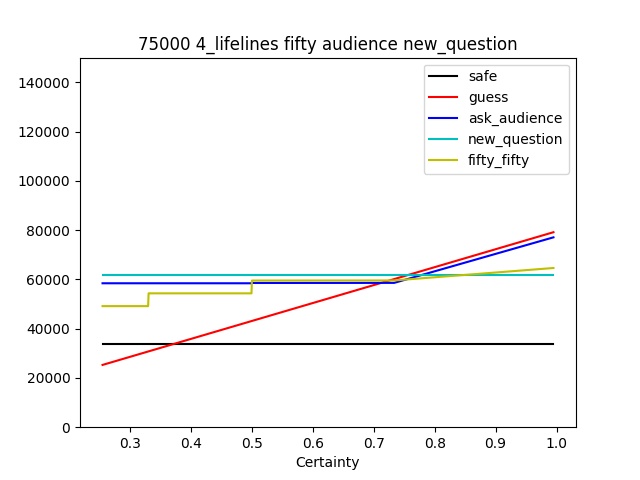 75000 4_lifelines fifty audience new_question
140000
120000
100000
80000
60000
40000
20000
0
safe
guess
ask_audience
new_question
fifty_fifty
0.3 0.4 0.5 0.6 0.7 0.8 0.9 1.0
Certainty